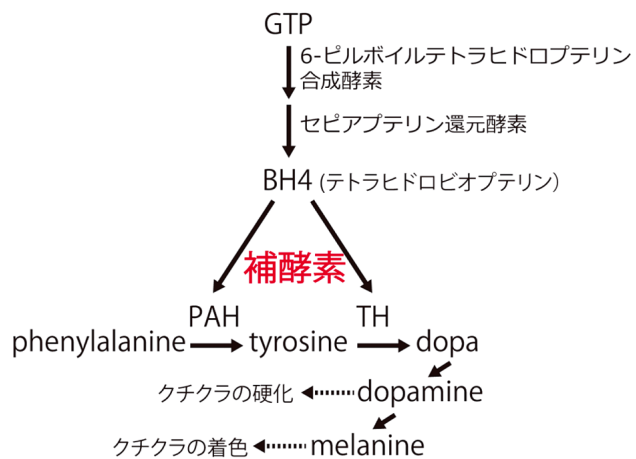 GTP
6-ピルボイルテトラヒドロプテリン
合成酵素
セピアプテリン還元酵素
BH4 (テトラヒドロビオプテリン）
補酵素
PAH TH
phenylalanine tyrosine dopa
クチクラの硬化 dopamine
クチクラの着色 melanine